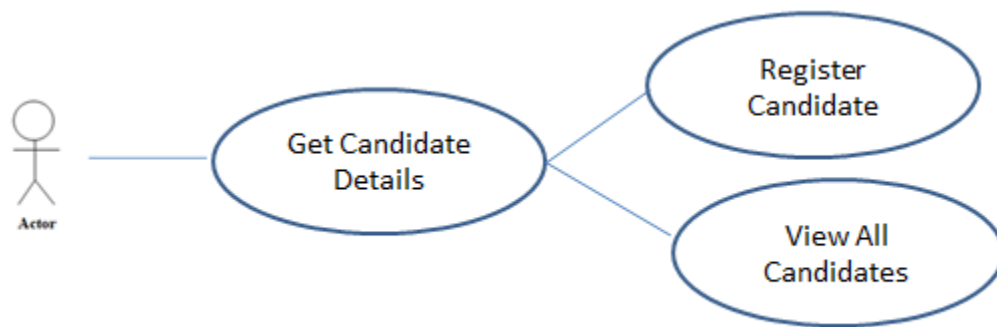 Register
Candidate
Get Candidate
Details
Actor
View All
Candidates